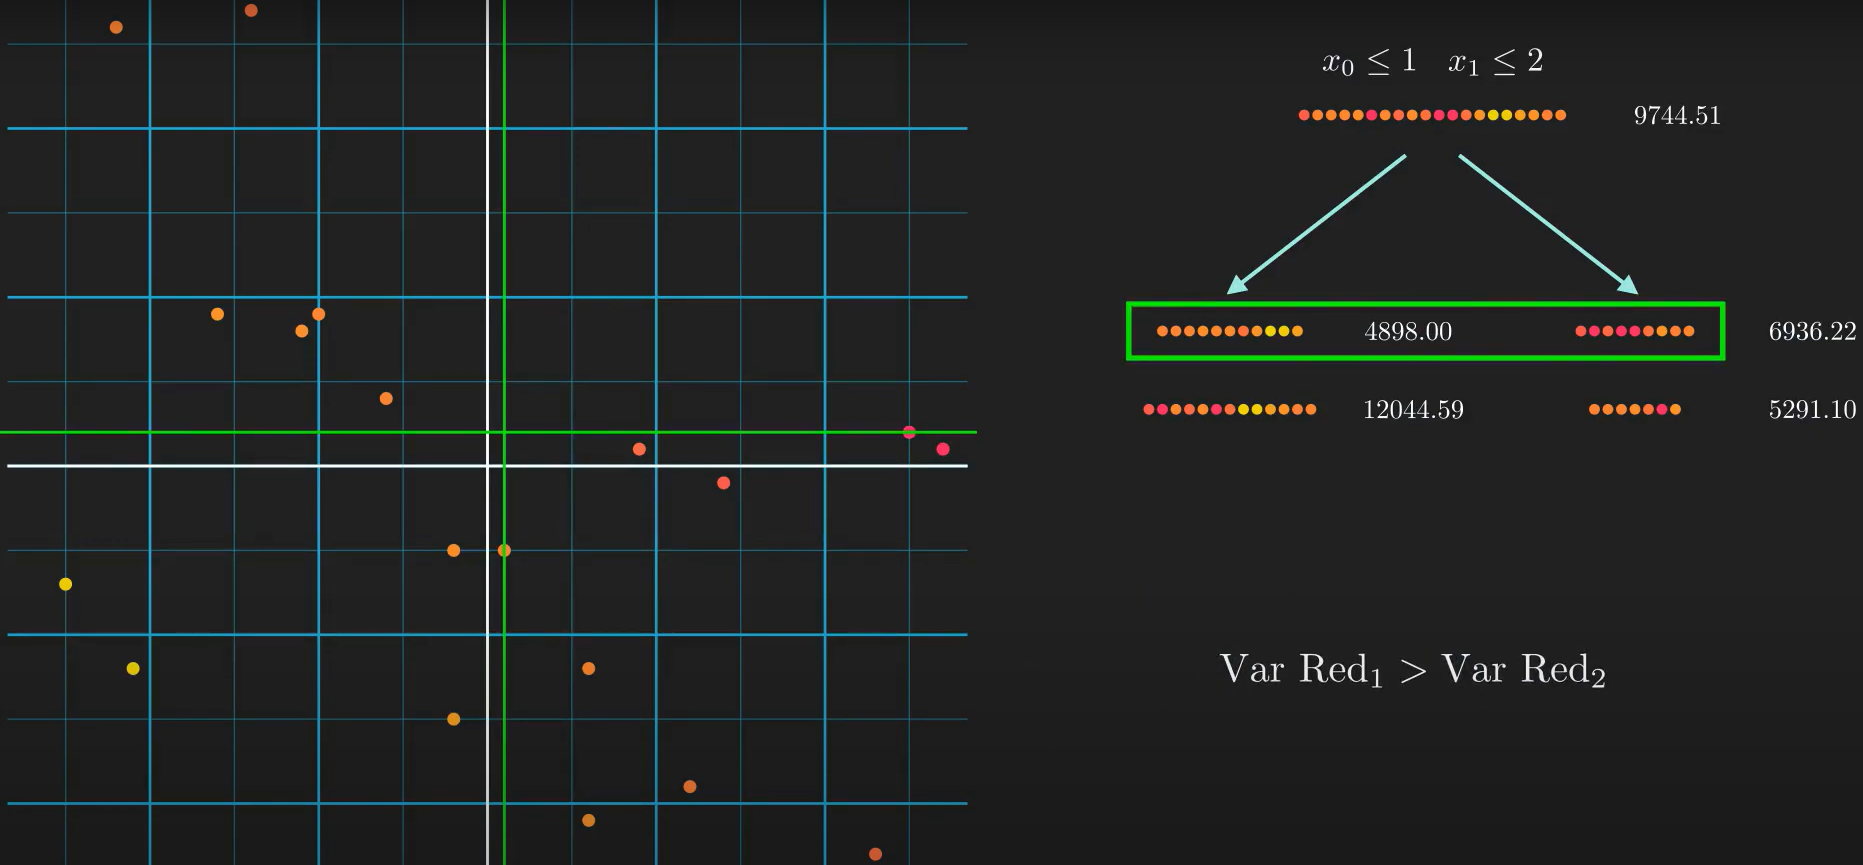 x₀ ≤ 1 x₁ ≤ 2
9744.51
4898.00 6936.22
12044.59 5291.10
Var Red₁ > Var Red₂